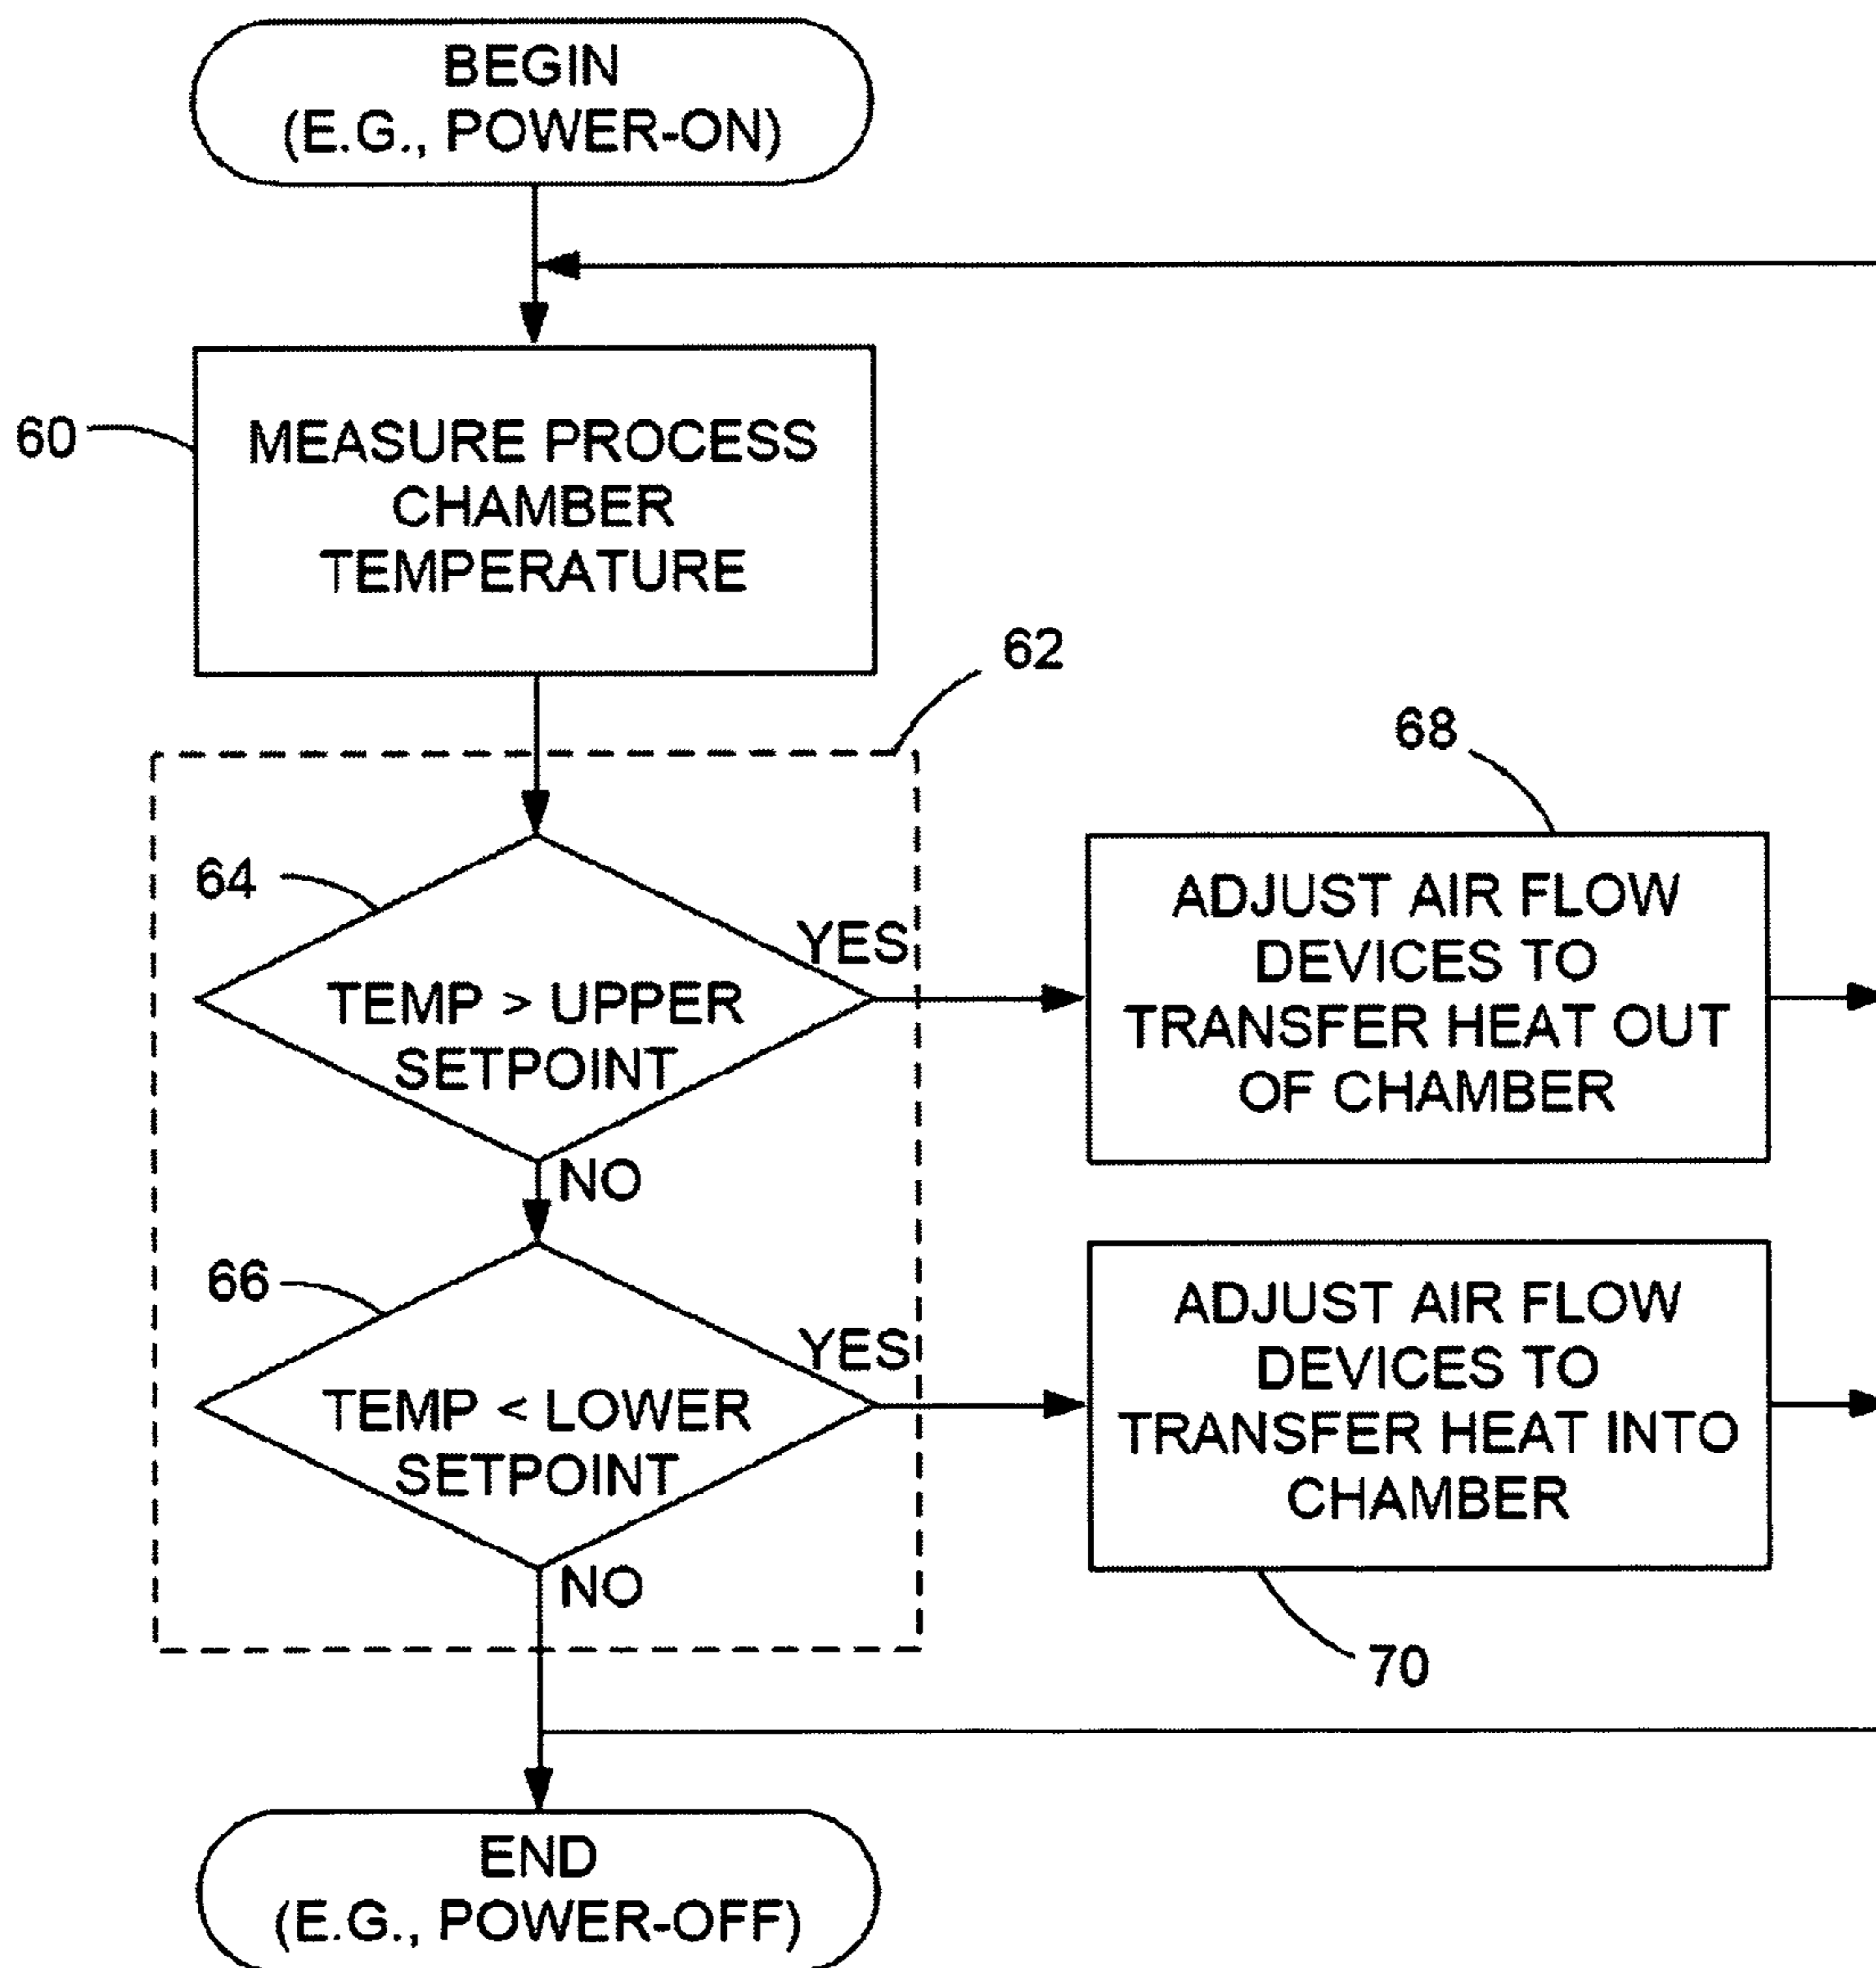 BEGIN
(E.G., POWER-ON)
60
MEASURE PROCESS
CHAMBER
TEMPERATURE
62
64
YES
TEMP > UPPER
SETPOINT
NO
68
ADJUST AIR FLOW
DEVICES TO
TRANSFER HEAT OUT
OF CHAMBER
66
YES
TEMP < LOWER
SETPOINT
NO
ADJUST AIR FLOW
DEVICES TO
TRANSFER HEAT INTO
CHAMBER
70
END
(E.G., POWER-OFF)